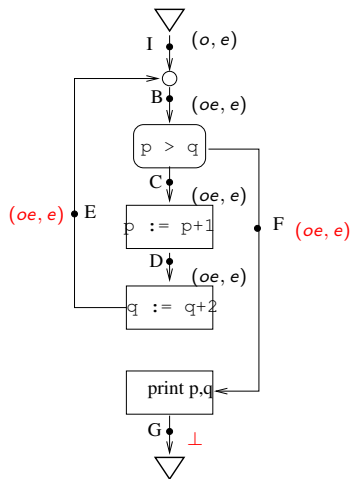 I (o, e)
B (oe, e)
p > q
C (oe, e)
(oe, e) E
F (oe, e)
p := p+1
D (oe, e)
q := q+2
print p,q
G ⊥